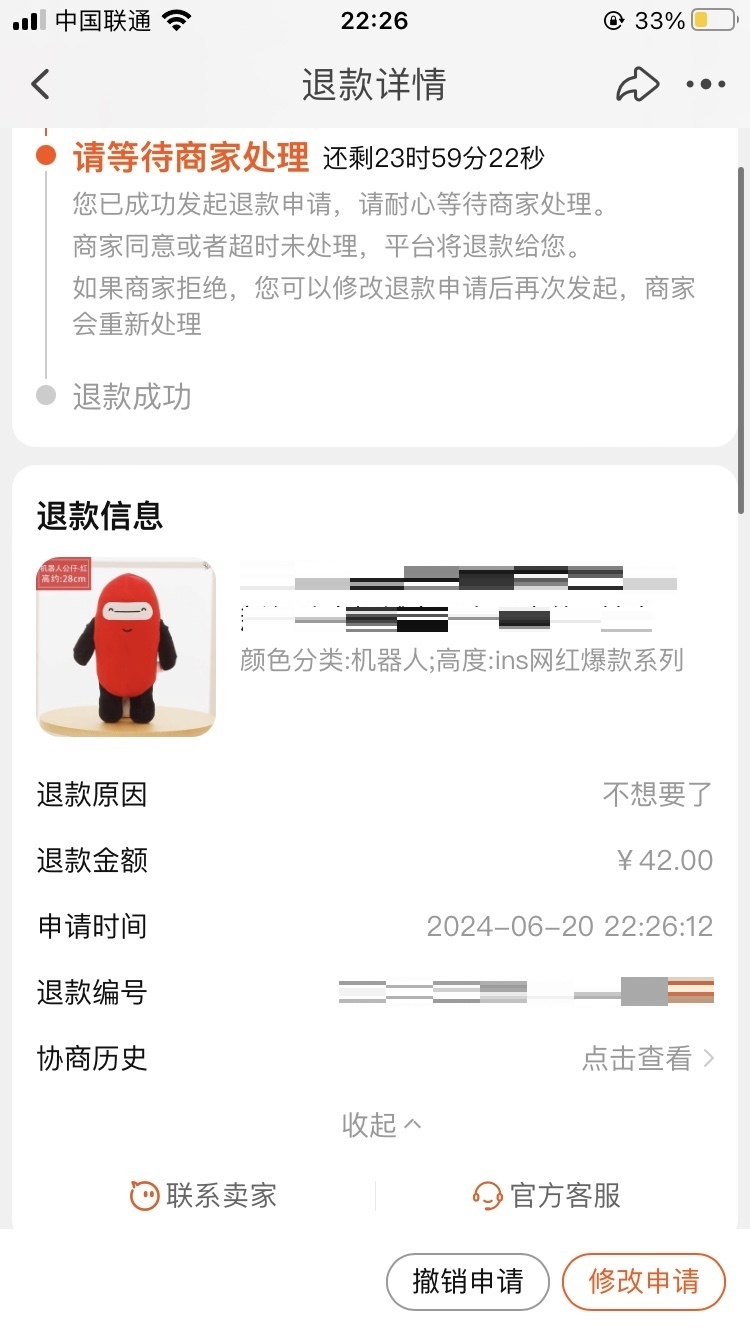 中国联通
22:26
33%
退款详情
请等待商家处理 还剩23时59分22秒
您已成功发起退款申请，请耐心等待商家处理。
商家同意或者超时未处理，平台将退款给您。
如果商家拒绝，您可以修改退款申请后再次发起，商家
会重新处理
退款成功
退款信息
机器人公仔-红
高约:28cm
颜色分类:机器人;高度:ins网红爆款系列
退款原因 不想要了
退款金额 ￥42.00
申请时间 2024-06-20 22:26:12
退款编号
协商历史 点击查看
收起
联系卖家 官方客服
撤销申请 修改申请